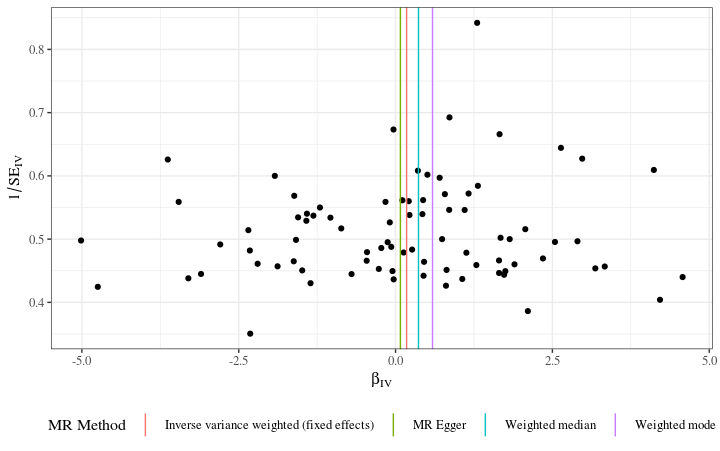 0.8
0.7
0.6
0.5
0.4
1/SE_IV
-5.0 -2.5 0.0 2.5 5.0
β_IV
MR Method Inverse variance weighted (fixed effects) MR Egger Weighted median Weighted mode